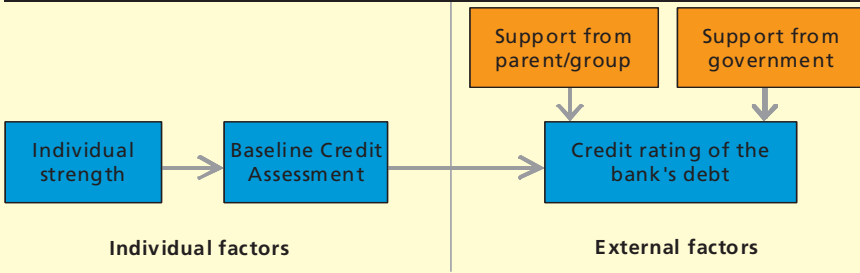 Support from
parent/group
Support from
government
Individual
strength
Baseline Credit
Assessment
Credit rating of the
bank's debt
Individual factors
External factors